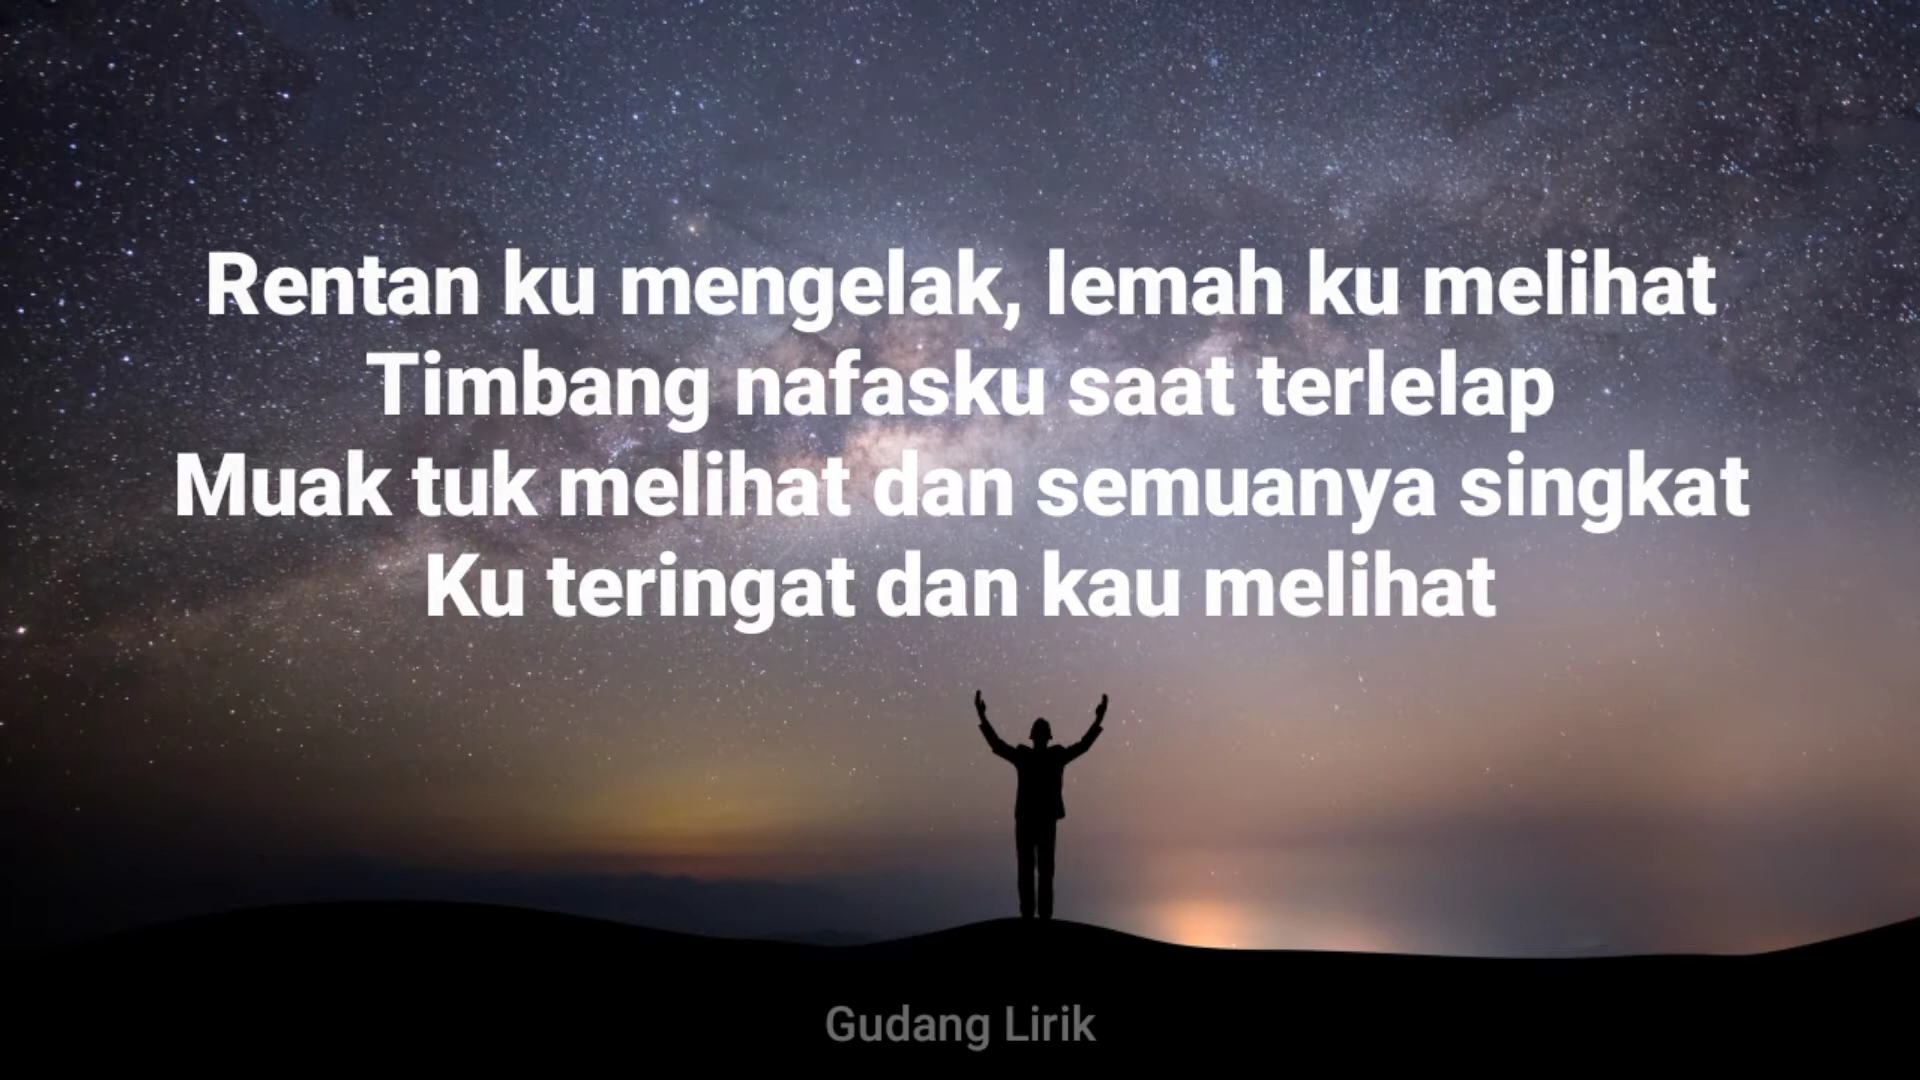 Rentan ku mengelak, lemah ku melihat
Timbang nafasku saat terlelap
Muak tuk melihat dan semuanya singkat
Ku teringat dan kau melihat
Gudang Lirik